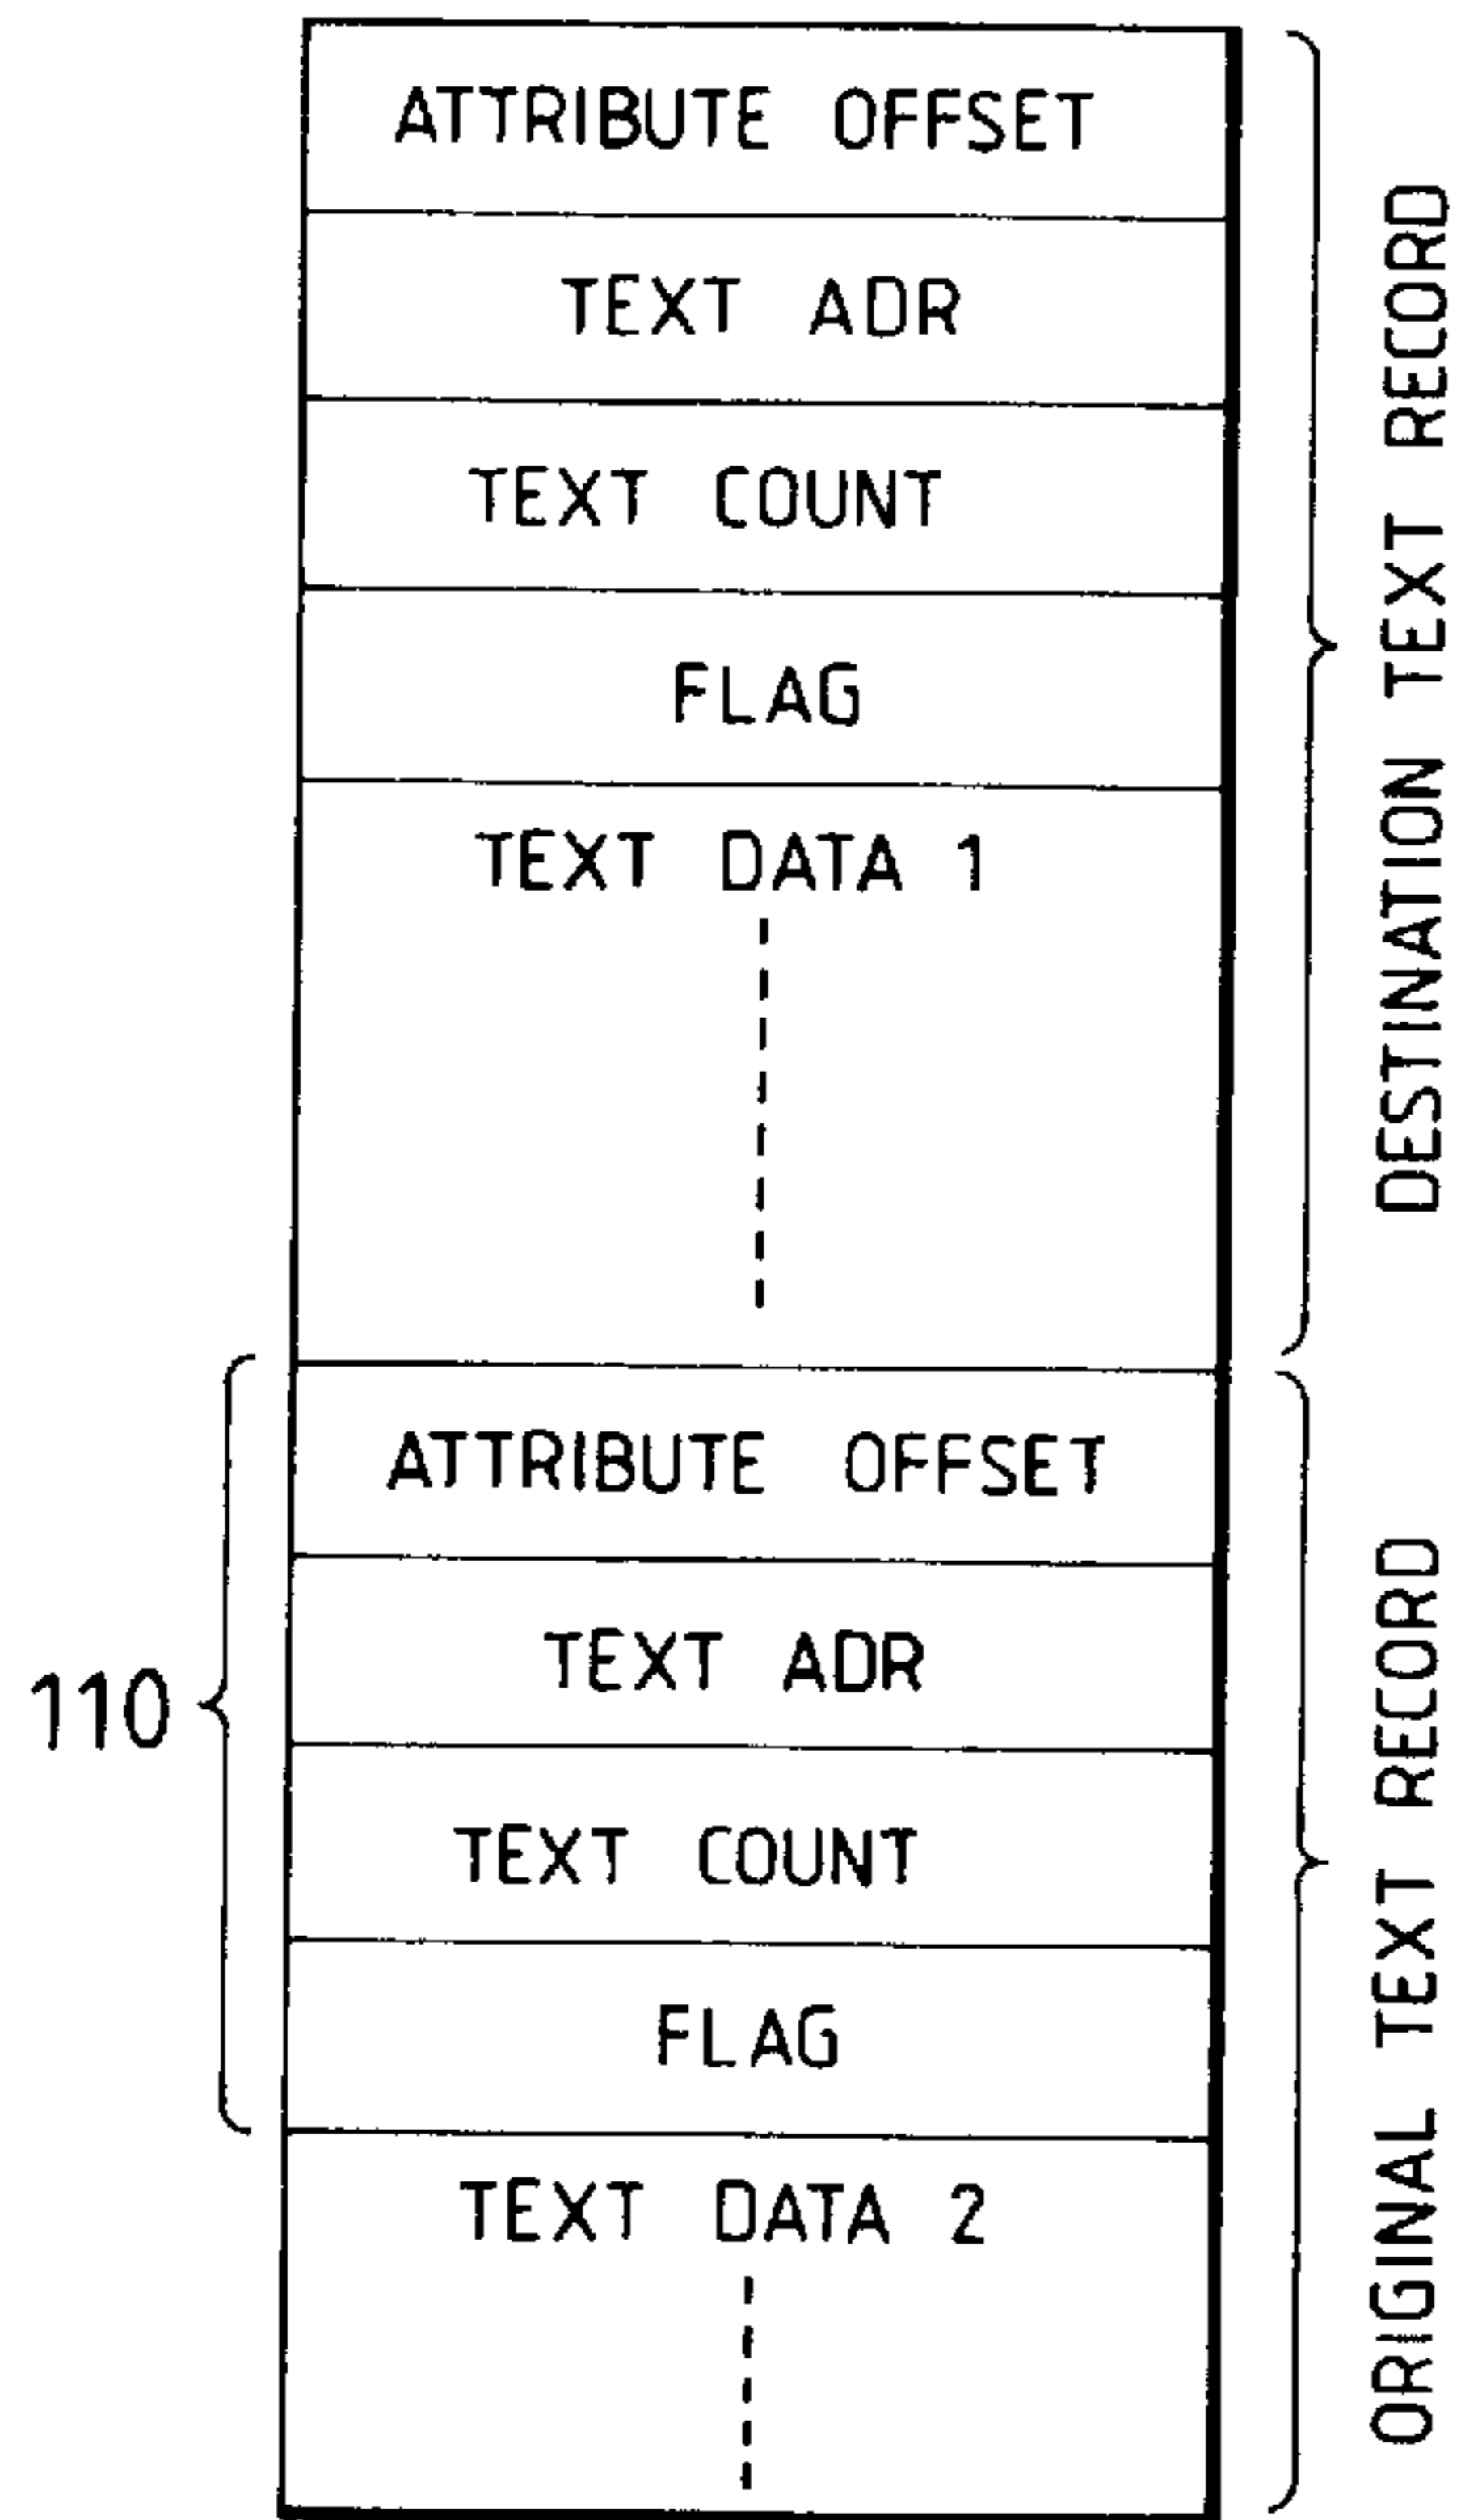 ATTRIBUTE OFFSET
TEXT ADR
TEXT COUNT
FLAG
TEXT DATA 1
DESTINATION TEXT RECORD
110
ATTRIBUTE OFFSET
TEXT ADR
TEXT COUNT
FLAG
TEXT DATA 2
ORIGINAL TEXT RECORD